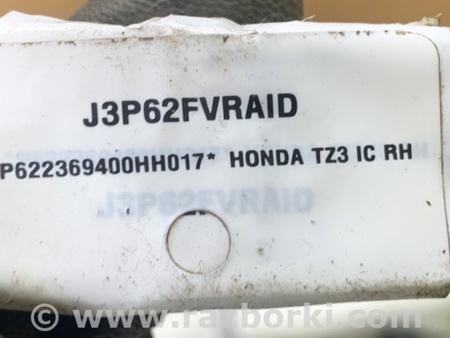 J3P62FVRAID
P622369400HH017* HONDA TZ3 IC RH
J3P62FVRAID
© www.razborki.com